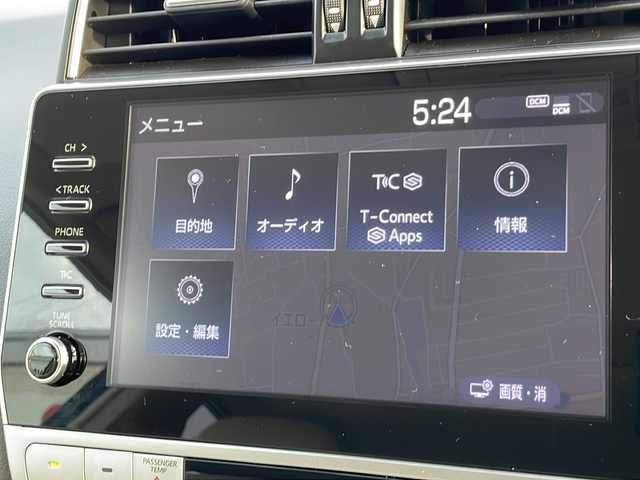 メニュー
5:24
DCM
DCM
CH >
< TRACK
PHONE
TUNE
SCROLL
目的地
オーディオ
T-Connect
Apps
情報
設定・編集
イエロー
画質・消
PASSENGER
TEMP